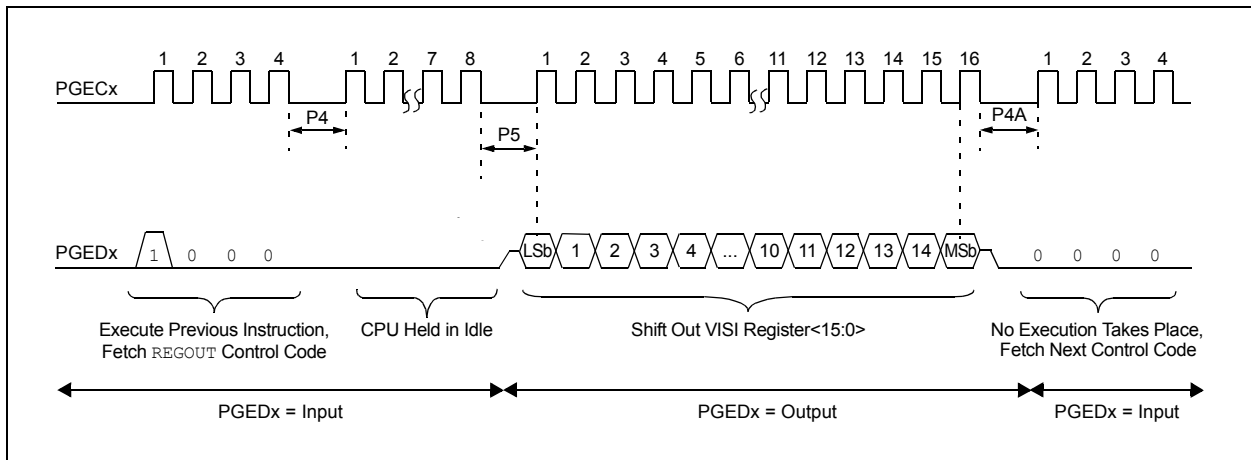 1 2 3 4 1 2 7 8 1 2 3 4 5 6 11 12 13 14 15 16 1 2 3 4
PGECx
P4 P5 P4A
PGEDx 1 0 0 0 LSb 1 2 3 4 ... 10 11 12 13 14 MSb 0 0 0 0
Execute Previous Instruction,
Fetch REGOUT Control Code
CPU Held in Idle
Shift Out VISI Register<15:0>
No Execution Takes Place,
Fetch Next Control Code
PGEDx = Input
PGEDx = Output
PGEDx = Input